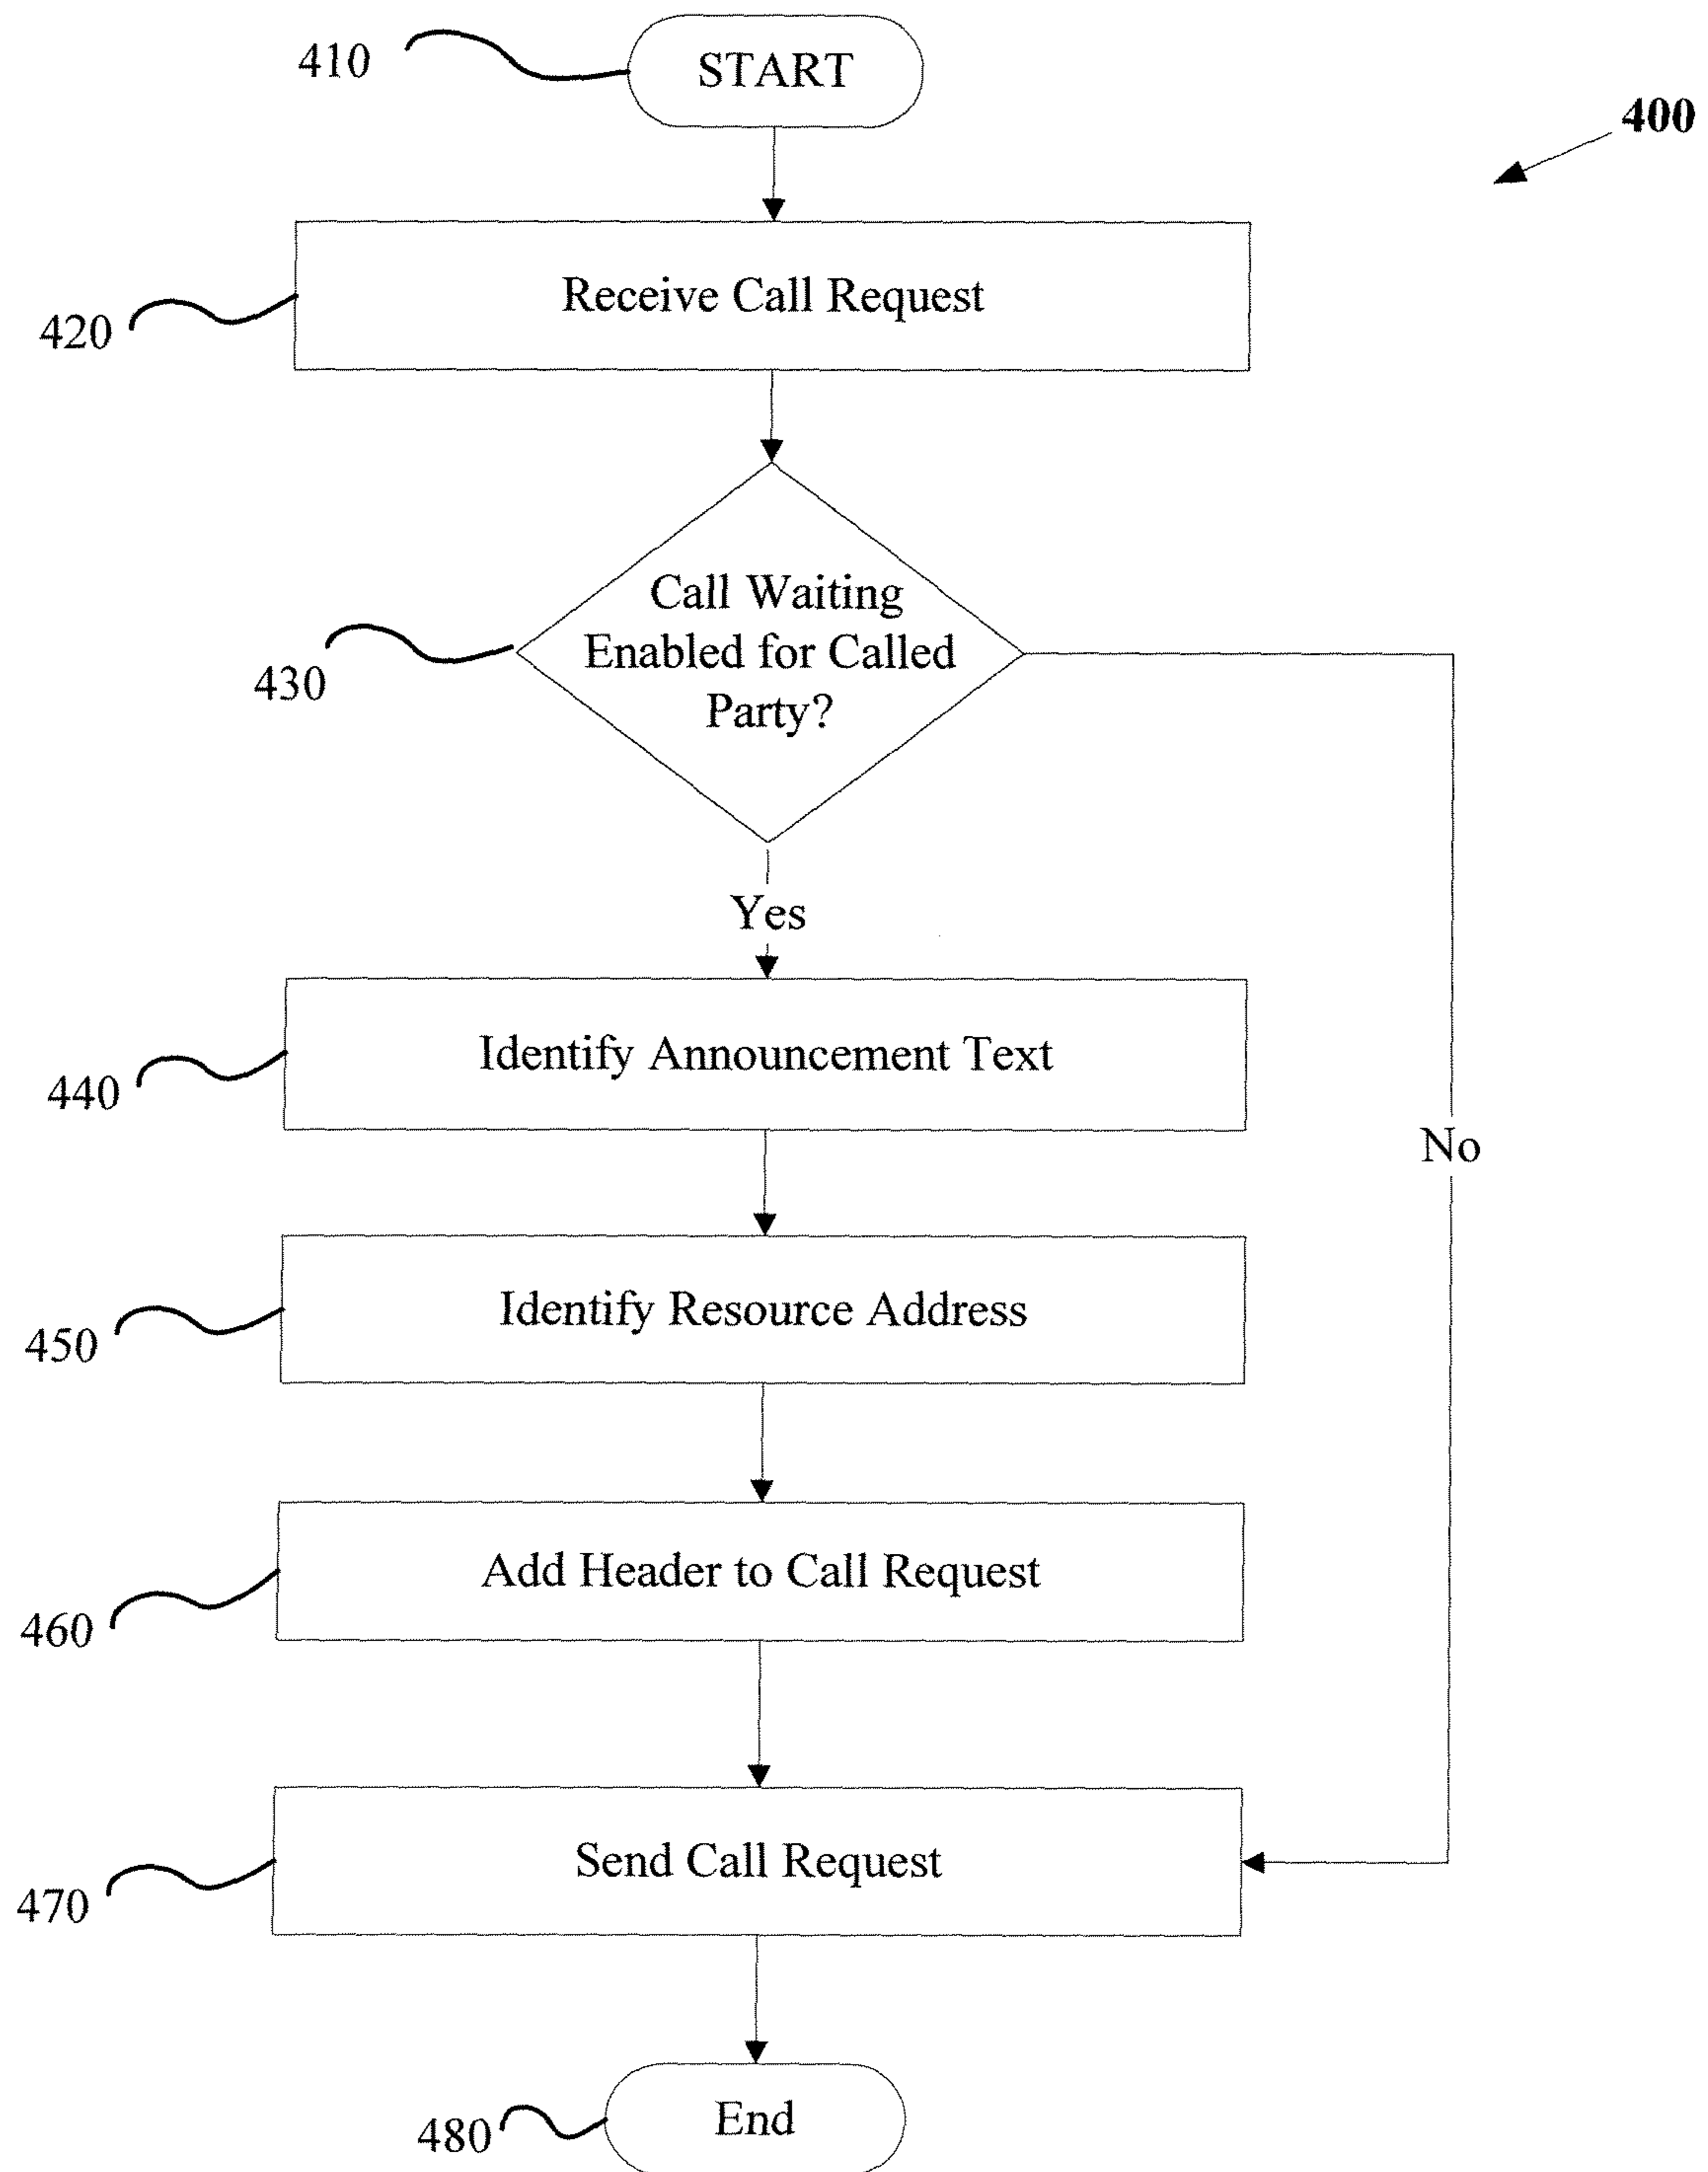 410
START
400
Receive Call Request
420
Call Waiting
Enabled for Called
Party?
430
Yes
Identify Announcement Text
440
No
Identify Resource Address
450
Add Header to Call Request
460
Send Call Request
470
End
480